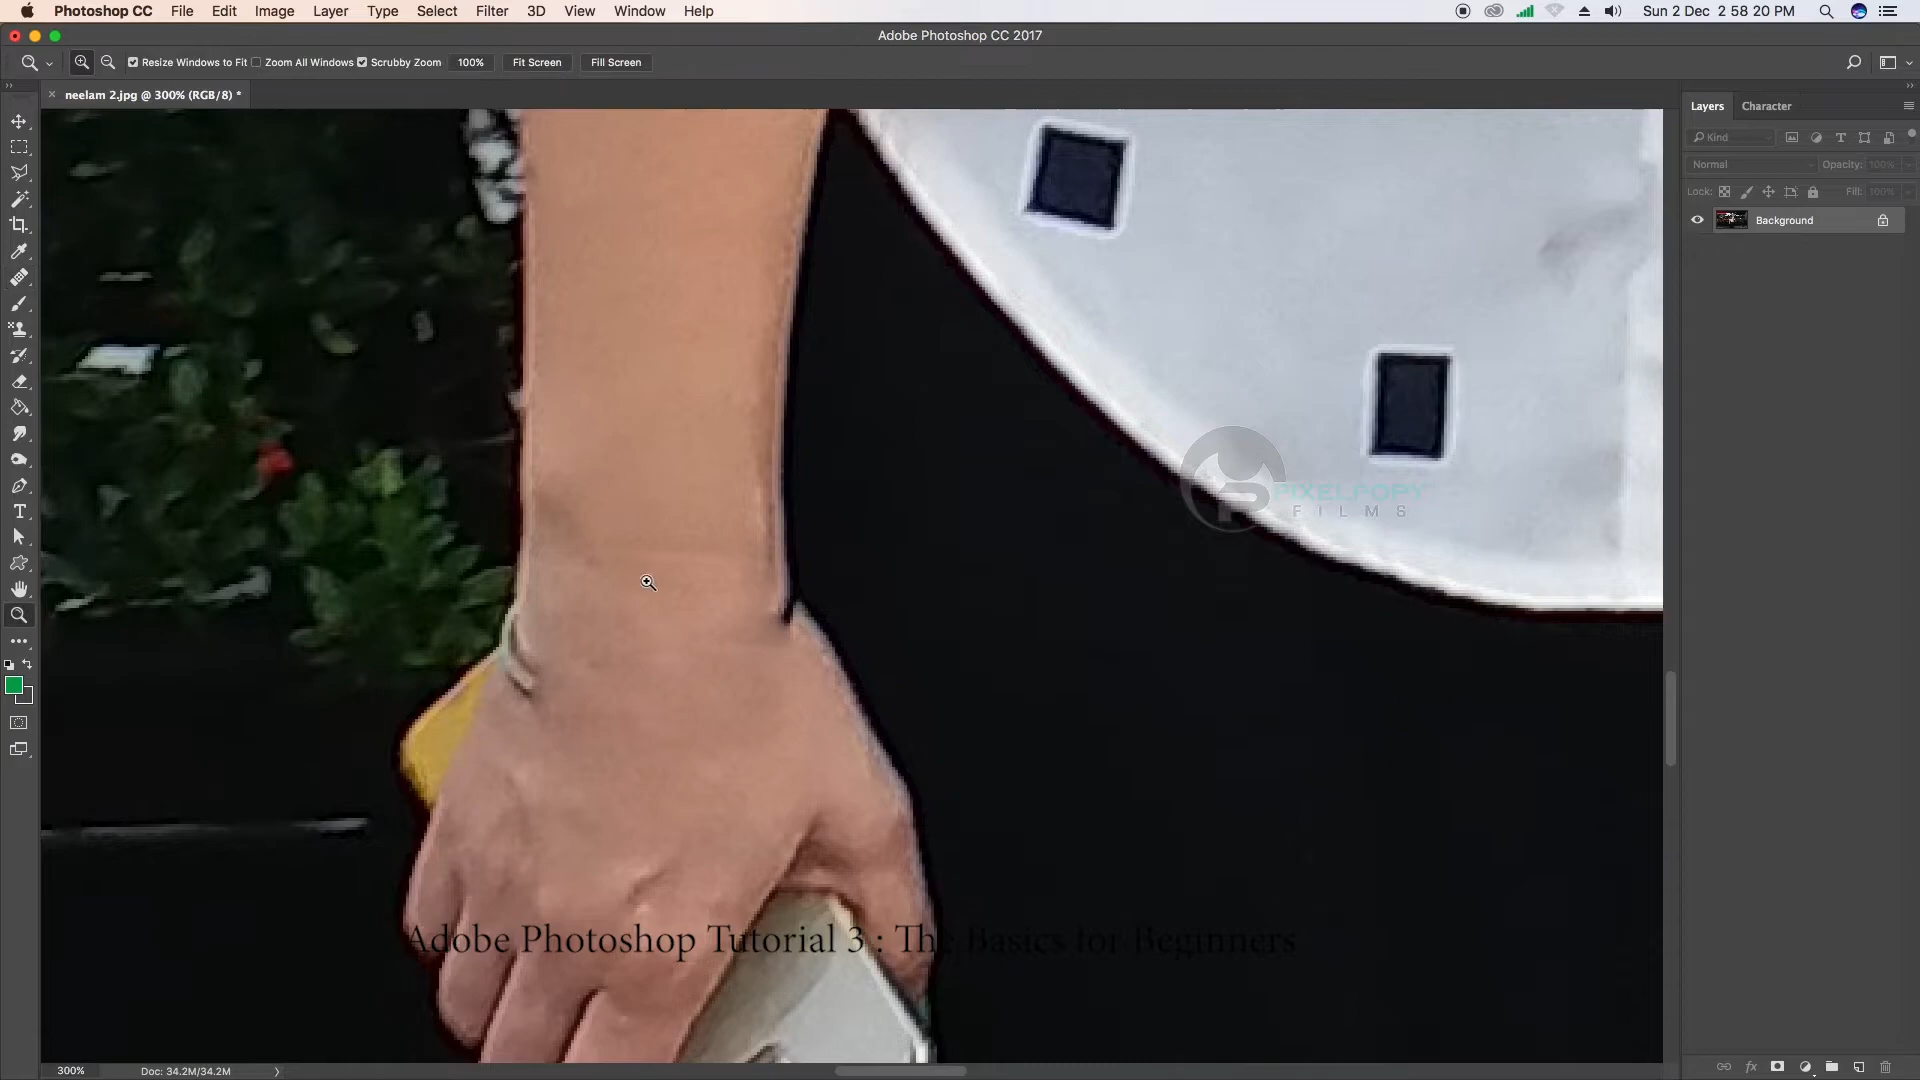 Photoshop CC File Edit Image Layer Type Select Filter 3D View Window Help Sun 2 Dec 2 58 20 PM
Adobe Photoshop CC 2017
Resize Windows to Fit Zoom All Windows Scrubby Zoom 100% Fit Screen Fill Screen
neelam 2.jpg @ 300% (RGB/8) *
Layers Character
Kind
Normal Opacity: 100%
Lock: Fill: 100%
Background
PIXELPOPY
FILMS
Adobe Photoshop Tutorial 3 : The Basics for Beginners
300% Doc: 34.2M/34.2M